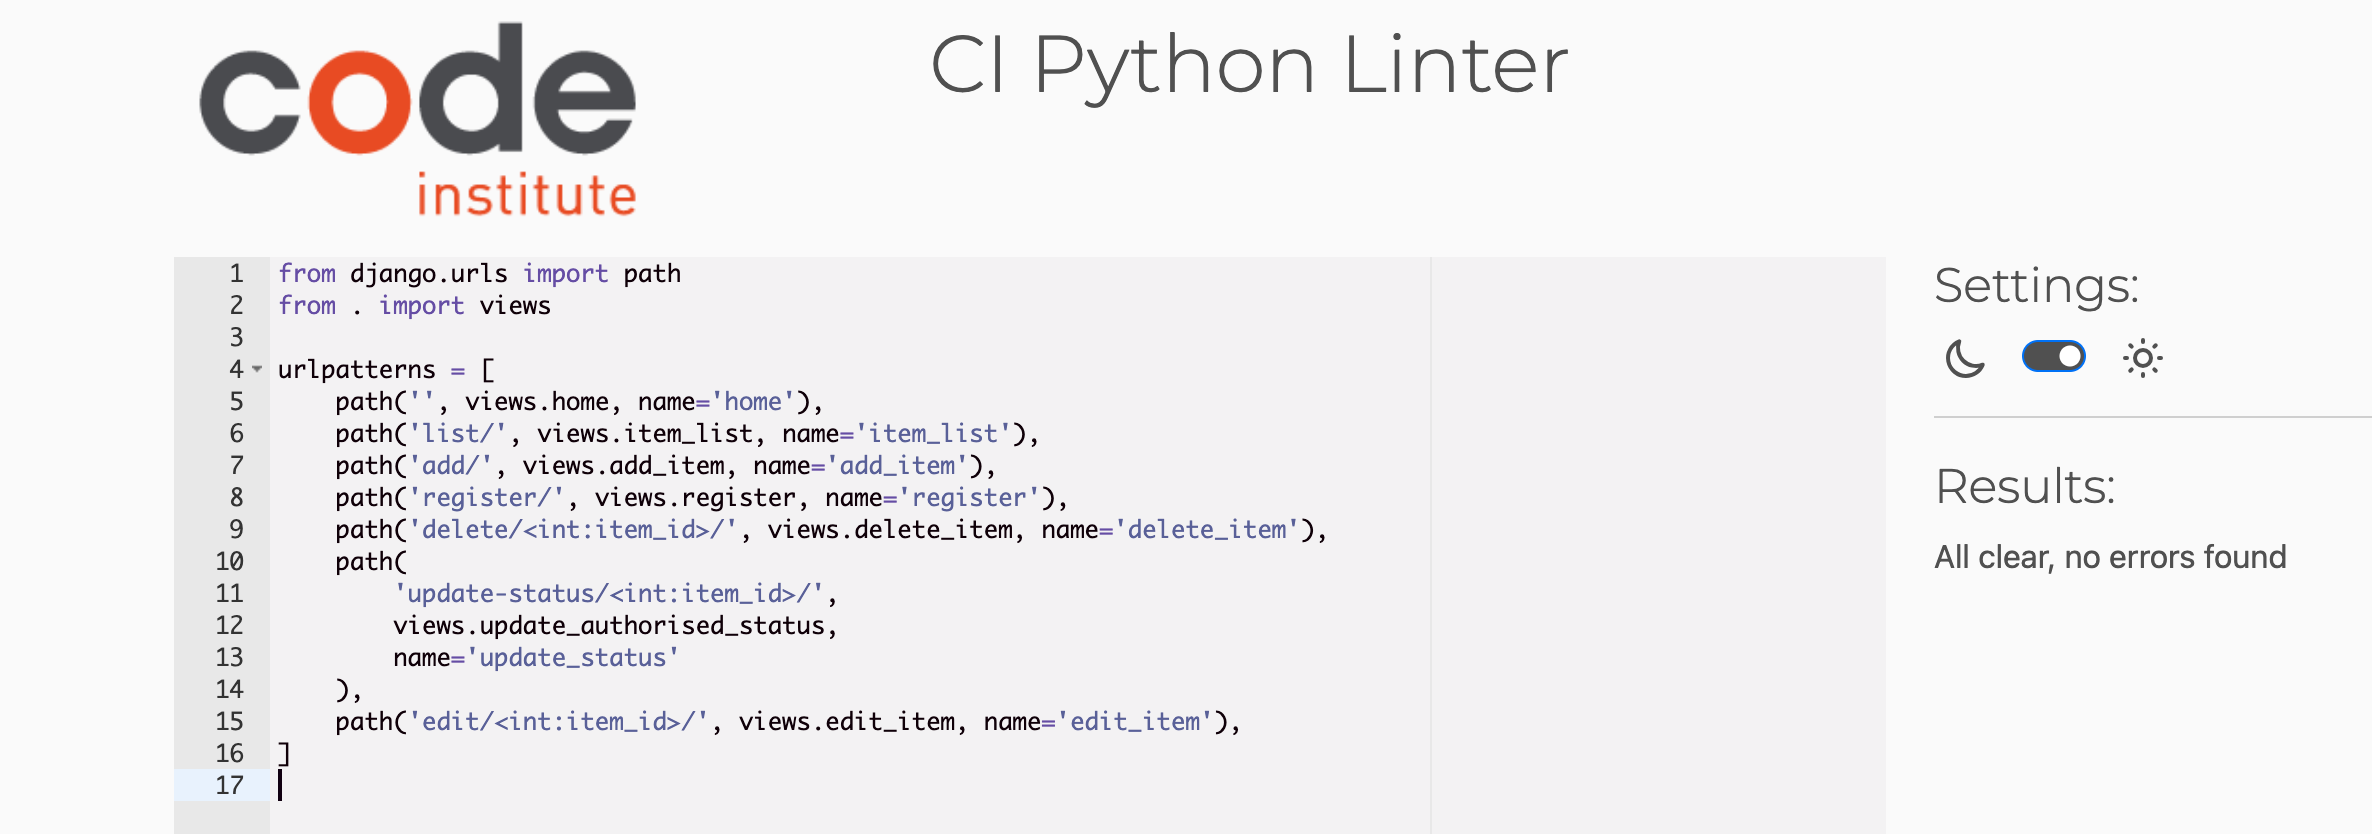 code
institute
CI Python Linter
1 from django.urls import path
2 from . import views
3
4 urlpatterns = [
5     path('', views.home, name='home'),
6     path('list/', views.item_list, name='item_list'),
7     path('add/', views.add_item, name='add_item'),
8     path('register/', views.register, name='register'),
9     path('delete/<int:item_id>/', views.delete_item, name='delete_item'),
10     path(
11         'update-status/<int:item_id>/',
12         views.update_authorised_status,
13         name='update_status'
14     ),
15     path('edit/<int:item_id>/', views.edit_item, name='edit_item'),
16 ]
17
Settings:
Results:
All clear, no errors found